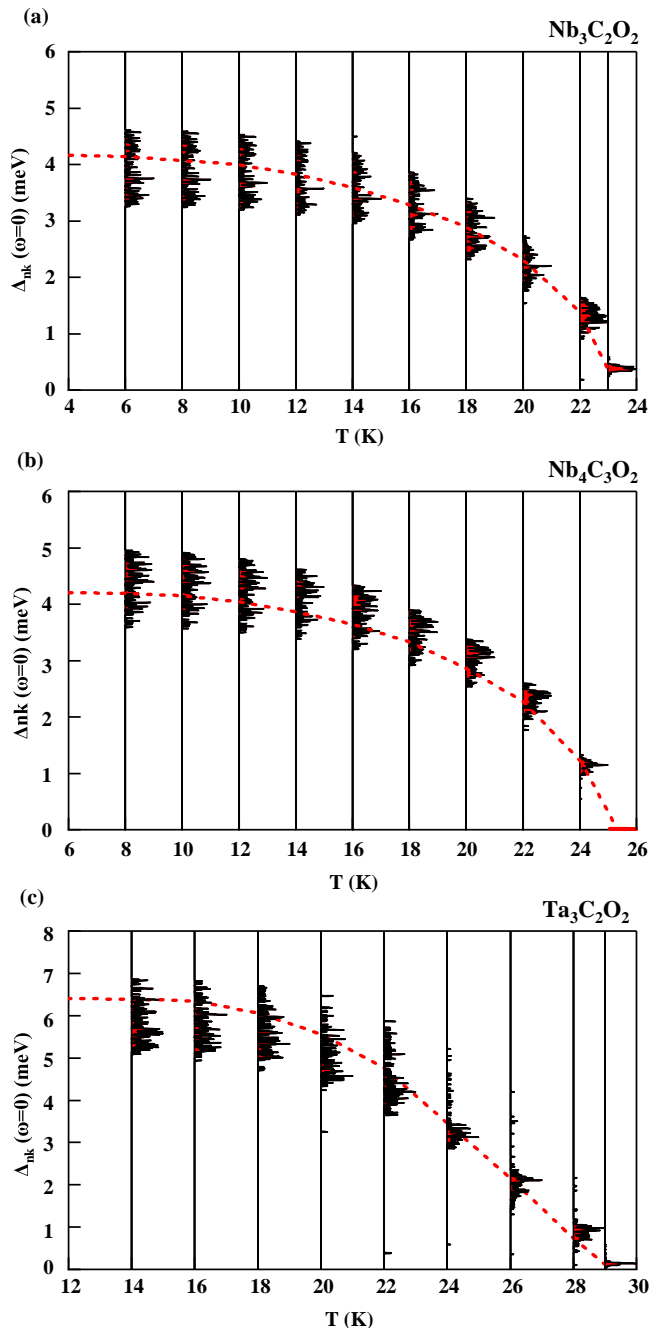 (a)
Nb₃C₂O₂
6
5
4
3
2
1
0
Δnk (ω=0) (meV)
4 6 8 10 12 14 16 18 20 22 24
T (K)
(b)
Nb₄C₃O₂
6
5
4
3
2
1
0
Δnk (ω=0) (meV)
6 8 10 12 14 16 18 20 22 24 26
T (K)
(c)
Ta₃C₂O₂
8
7
6
5
4
3
2
1
0
Δnk (ω=0) (meV)
12 14 16 18 20 22 24 26 28 30
T (K)